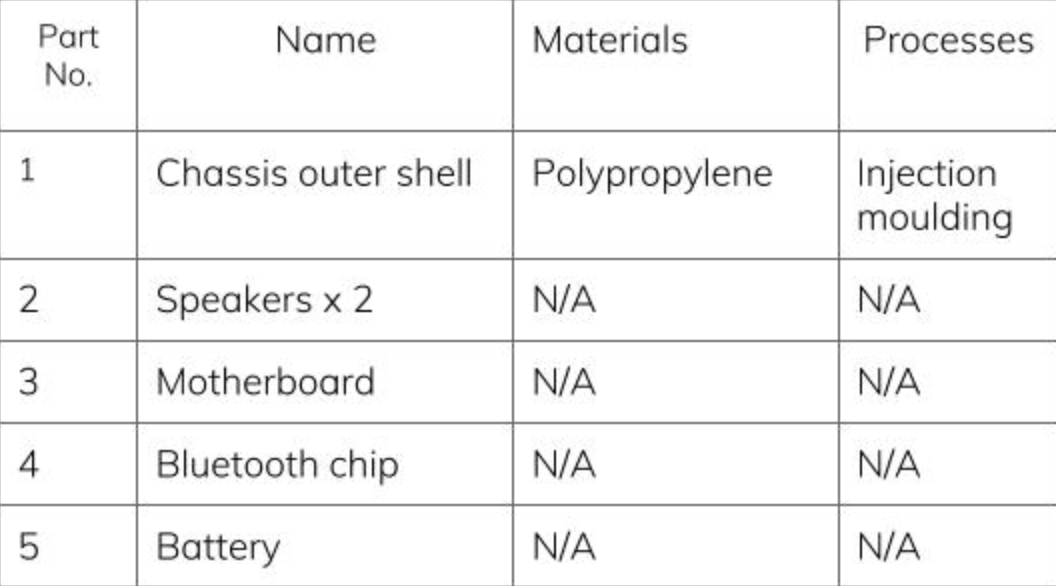 Part No. Name Materials Processes
1 Chassis outer shell Polypropylene Injection moulding
2 Speakers x 2 N/A N/A
3 Motherboard N/A N/A
4 Bluetooth chip N/A N/A
5 Battery N/A N/A